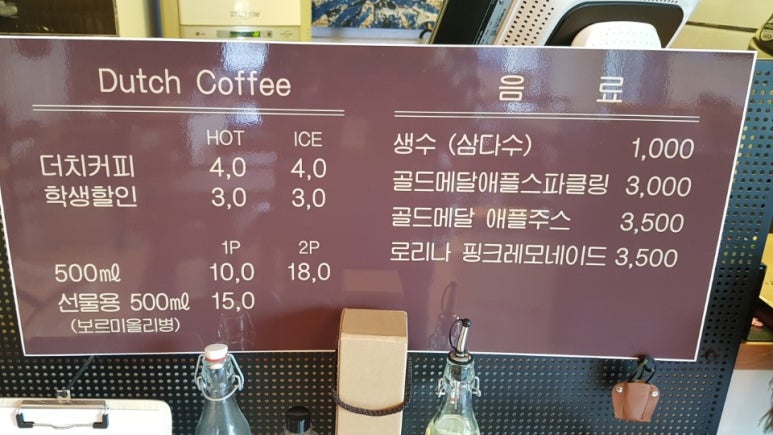 Dutch Coffee
HOT ICE
더치커피 4,0 4,0
학생할인 3,0 3,0
1P 2P
500㎖ 10,0 18,0
선물용 500㎖ 15,0
(보르미올리병)
음 료
생수 (삼다수) 1,000
골드메달애플스파클링 3,000
골드메달 애플주스 3,500
로리나 핑크레모네이드 3,500